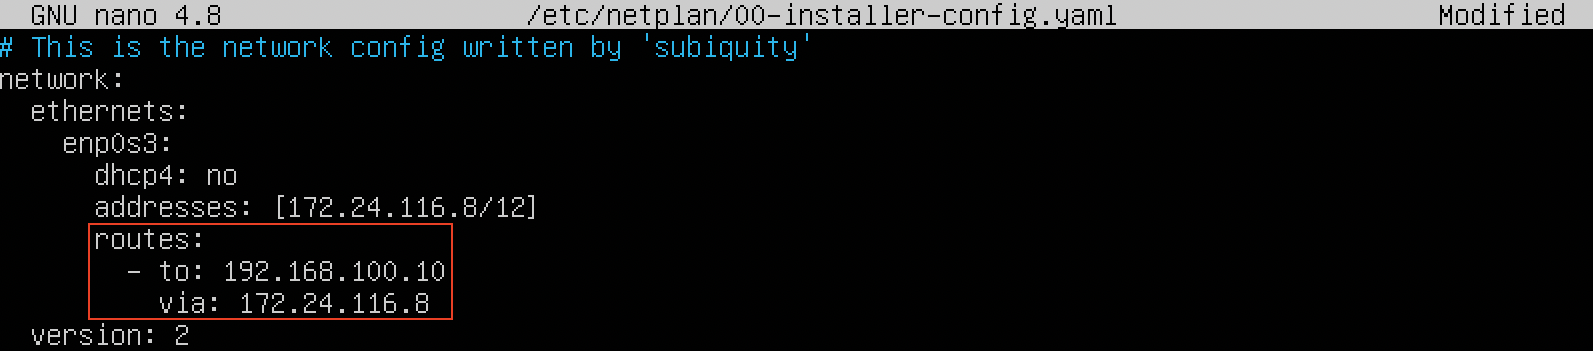 GNU nano 4.8 /etc/netplan/00-installer-config.yaml Modified
# This is the network config written by 'subiquity'
network:
  ethernets:
    enp0s3:
      dhcp4: no
      addresses: [172.24.116.8/12]
      routes:
        - to: 192.168.100.10
          via: 172.24.116.8
  version: 2